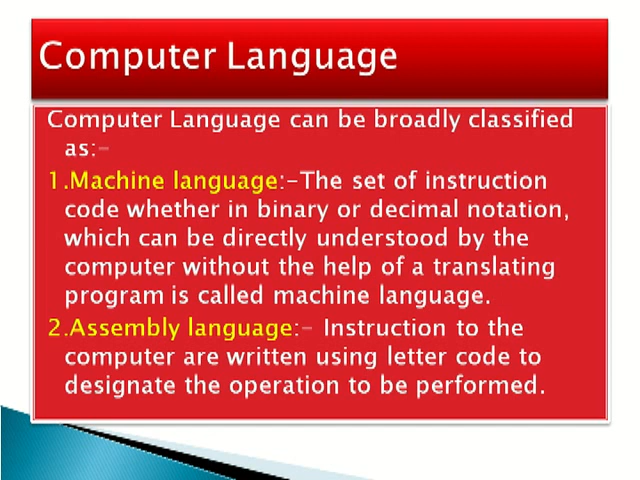 Computer Language
Computer Language can be broadly classified
as:-
1.Machine language:-The set of instruction
code whether in binary or decimal notation,
which can be directly understood by the
computer without the help of a translating
program is called machine language.
2.Assembly language:- Instruction to the
computer are written using letter code to
designate the operation to be performed.